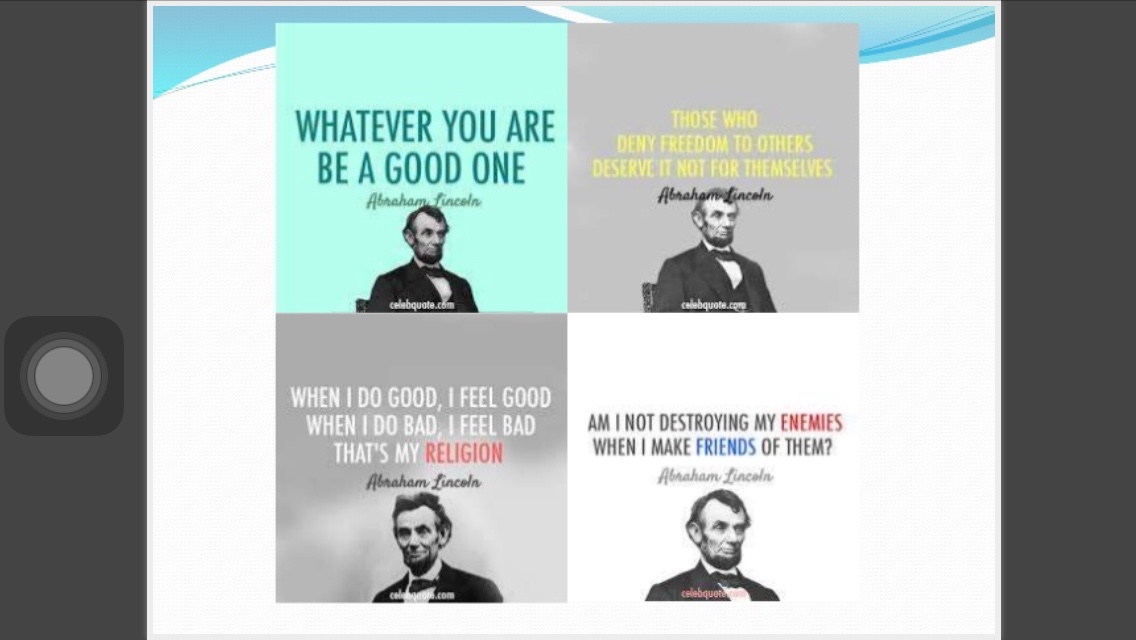 WHATEVER YOU ARE
BE A GOOD ONE
Abraham Lincoln
celebquote.com
THOSE WHO
DENY FREEDOM TO OTHERS
DESERVE IT NOT FOR THEMSELVES
Abraham Lincoln
celebquote.com
WHEN I DO GOOD, I FEEL GOOD
WHEN I DO BAD, I FEEL BAD
THAT'S MY RELIGION
Abraham Lincoln
celebquote.com
AM I NOT DESTROYING MY ENEMIES
WHEN I MAKE FRIENDS OF THEM?
Abraham Lincoln
celebquote.com